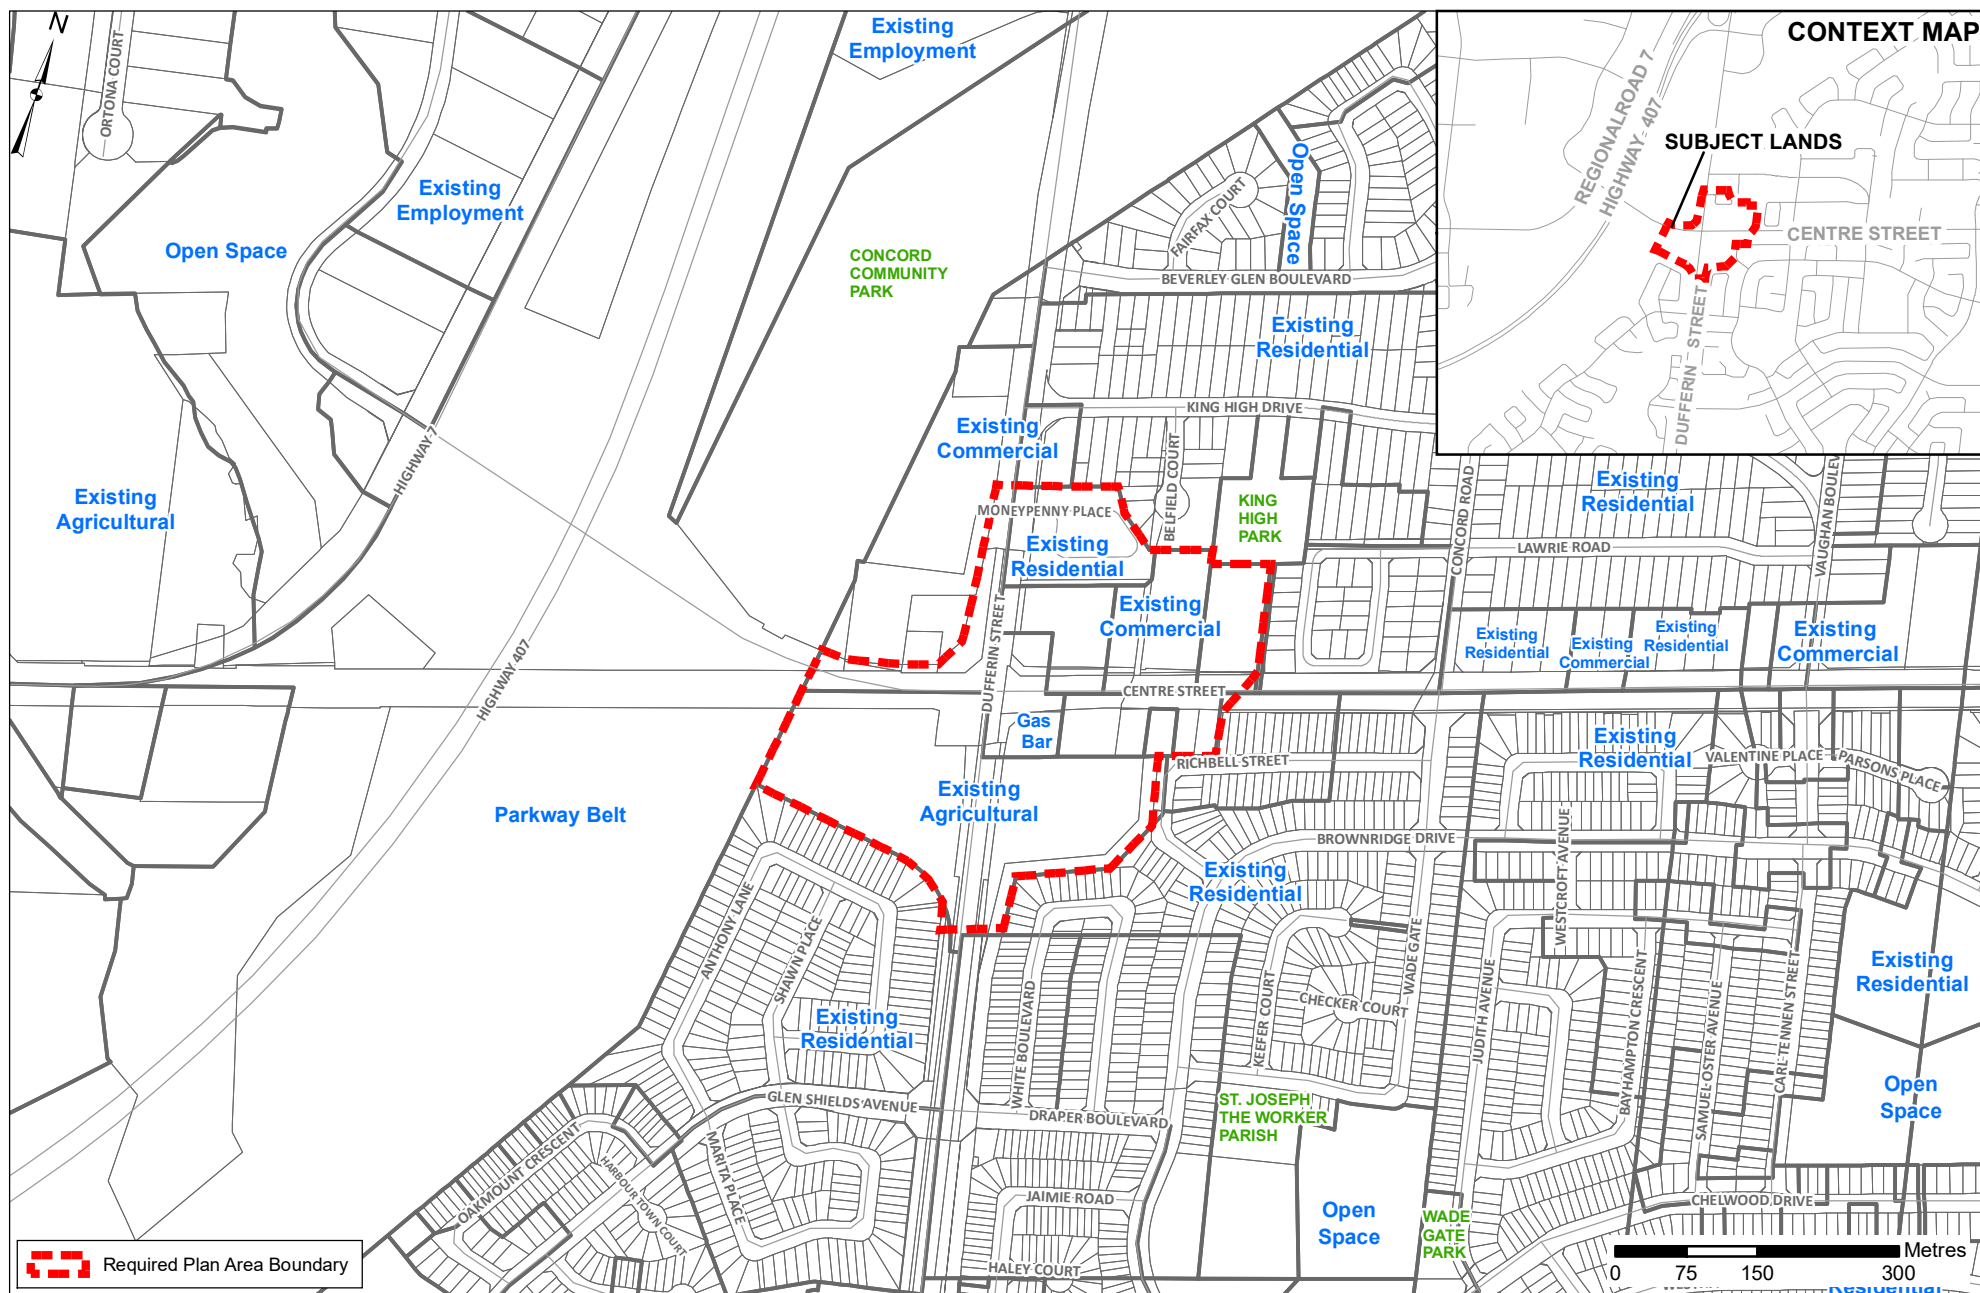 N
ORTONA COURT
Existing
Employment
CONTEXT MAP
REGIONALROAD 7
HIGHWAY 407
SUBJECT LANDS
CENTRE STREET
DUFFERIN STREET
Existing
Employment
Open Space
CONCORD
COMMUNITY
PARK
FAIRFAX COURT
Open Space
BEVERLEY GLEN BOULEVARD
Existing
Residential
KING HIGH DRIVE
Existing
Commercial
HIGHWAY 7
Existing
Agricultural
BELFIELD COURT
MONEYPENNY PLACE
KING
HIGH
PARK
CONCORD ROAD
Existing
Residential
LAWRIE ROAD
Existing
Residential
Existing
Commercial
DUFFERIN STREET
HIGHWAY 407
Existing
Residential
Existing
Commercial
Existing
Residential
Existing
Commercial
CENTRE STREET
Gas
Bar
RICHBELL STREET
Existing
Residential
VALENTINE PLACE
PARSONS PLACE
Parkway Belt
Existing
Agricultural
BROWNRIDGE DRIVE
WESTCROFT AVENUE
Existing
Residential
ANTHONY LANE
SHAWN PLACE
WADE GATE
Existing
Residential
WHITE BOULEVARD
KEEFER COURT
CHECKER COURT
JUDITH AVENUE
BAYHAMPTON CRESCENT
SAMUEL OSTER AVENUE
CARL TENNEN STREET
Existing
Residential
Open
Space
GLEN SHIELDS AVENUE
DRAPER BOULEVARD
ST. JOSEPH
THE WORKER
PARISH
OAKMOUNT CRESCENT
HARBOUR TOWN COURT
MARITA PLACE
JAIMIE ROAD
HALEY COURT
Open
Space
WADE
GATE
PARK
CHELWOOD DRIVE
Required Plan Area Boundary
Metres
0 75 150 300
Residential